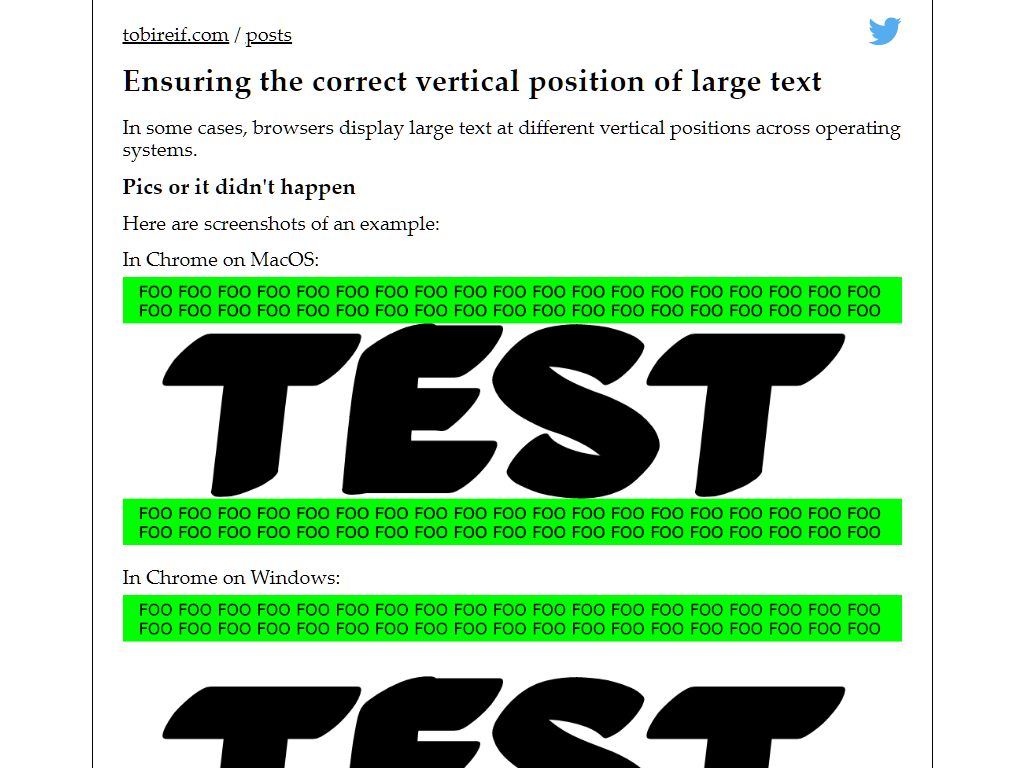 tobireif.com / posts
Ensuring the correct vertical position of large text
In some cases, browsers display large text at different vertical positions across operating
systems.
Pics or it didn't happen
Here are screenshots of an example:
In Chrome on MacOS:
FOO FOO FOO FOO FOO FOO FOO FOO FOO FOO FOO FOO FOO FOO FOO FOO FOO FOO FOO
FOO FOO FOO FOO FOO FOO FOO FOO FOO FOO FOO FOO FOO FOO FOO FOO FOO FOO FOO
TEST
FOO FOO FOO FOO FOO FOO FOO FOO FOO FOO FOO FOO FOO FOO FOO FOO FOO FOO FOO
FOO FOO FOO FOO FOO FOO FOO FOO FOO FOO FOO FOO FOO FOO FOO FOO FOO FOO FOO
In Chrome on Windows:
FOO FOO FOO FOO FOO FOO FOO FOO FOO FOO FOO FOO FOO FOO FOO FOO FOO FOO FOO
FOO FOO FOO FOO FOO FOO FOO FOO FOO FOO FOO FOO FOO FOO FOO FOO FOO FOO FOO
TEST